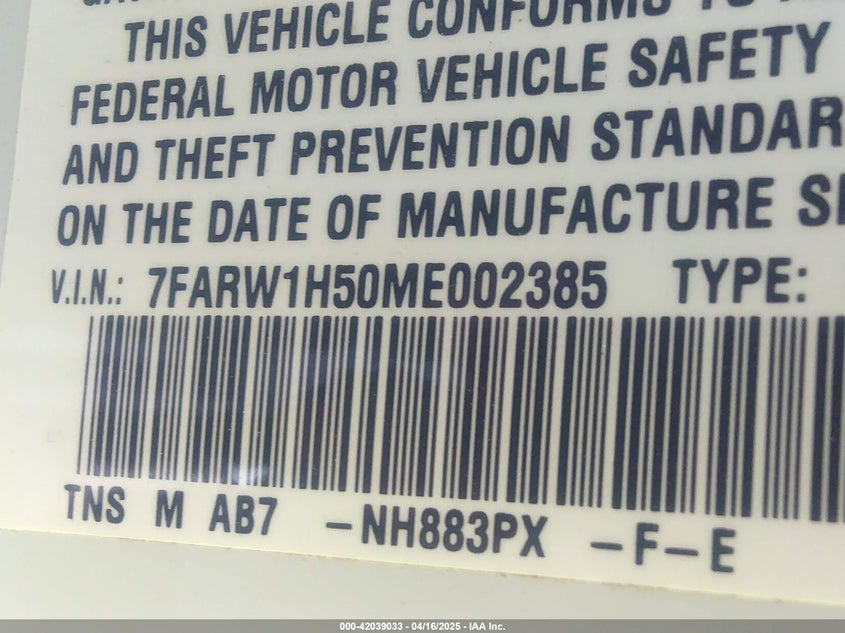 THIS VEHICLE CONFORMS TO
FEDERAL MOTOR VEHICLE SAFETY
AND THEFT PREVENTION STANDAR
ON THE DATE OF MANUFACTURE
V.I.N.: 7FARW1H50ME002385 TYPE:
TNS M AB7 -NH883PX -F-E
000-42039033 - 04/16/2025 - IAA Inc.